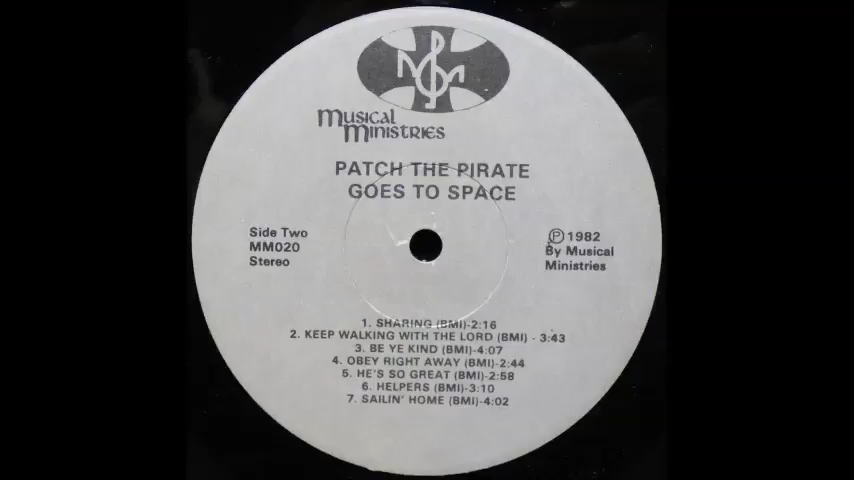 Musical
Ministries
PATCH THE PIRATE
GOES TO SPACE
Side Two
MM020
Stereo
Ⓟ 1982
By Musical
Ministries
1. SHARING (BMI)-2:16
2. KEEP WALKING WITH THE LORD (BMI) - 3:43
3. BE YE KIND (BMI)-4:07
4. OBEY RIGHT AWAY (BMI)-2:44
5. HE'S SO GREAT (BMI)-2:58
6. HELPERS (BMI)-3:10
7. SAILIN' HOME (BMI)-4:02